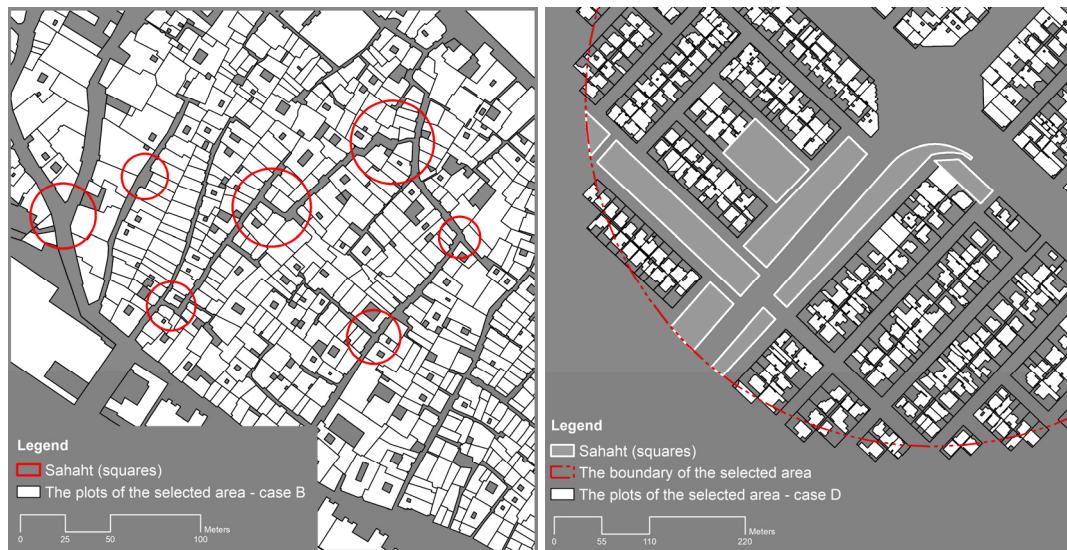 Legend
Sahaht (squares)
The plots of the selected area - case B
Meters
0 25 50 100
Legend
Sahaht (squares)
The boundary of the selected area
The plots of the selected area - case D
Meters
0 55 110 220